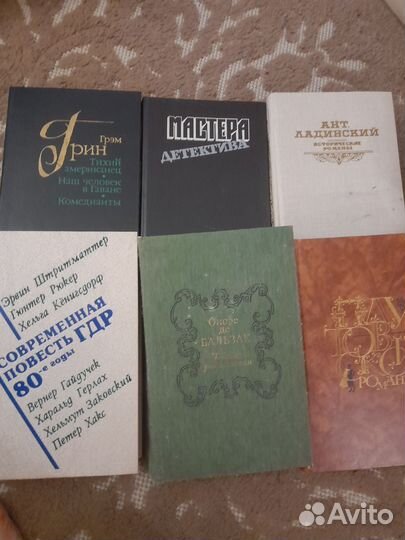 Грэм
Грин
Тихий
американец
Наш человек
в Гаване
Комедианты
МАСТЕРА
ДЕТЕКТИВА
АНТ.
ЛАДИНСКИЙ
ИСТОРИЧЕСКИЕ
РОМАНЫ
Эрвин Штритматтер
Гюнтер Рюкер
Хельга Кёнигсдорф
СОВРЕМЕННАЯ
ПОВЕСТЬ ГДР
80-е годы
Вернер Гайдучек
Харальд Герлах
Хельмут Заковский
Петер Хакс
Оноре
де
БАЛЬЗАК
Avito